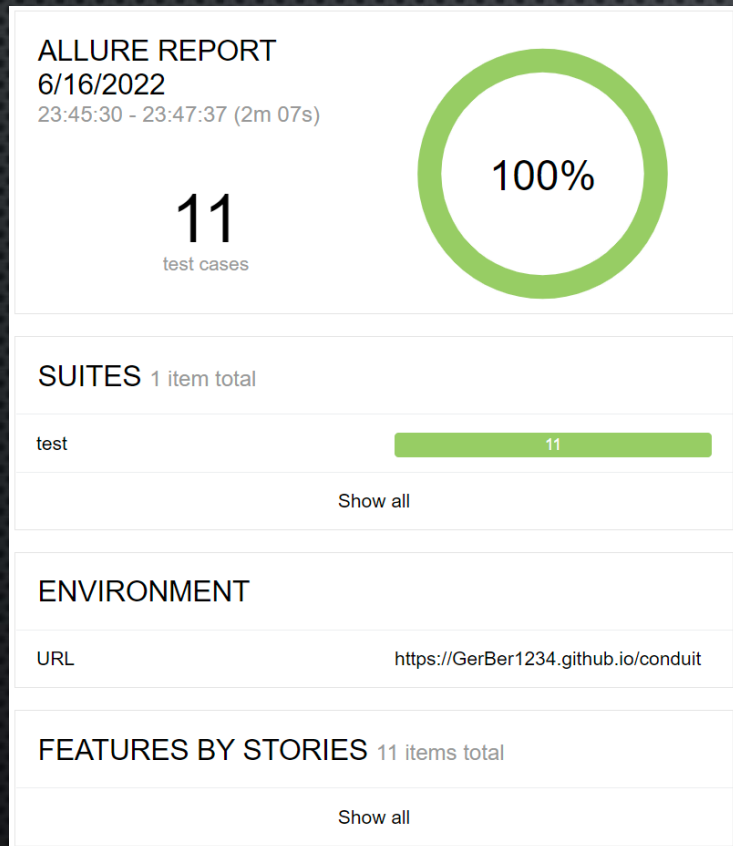 ALLURE REPORT
6/16/2022
23:45:30 - 23:47:37 (2m 07s)
11
test cases
100%
SUITES 1 item total
test 11
Show all
ENVIRONMENT
URL https://GerBer1234.github.io/conduit
FEATURES BY STORIES 11 items total
Show all